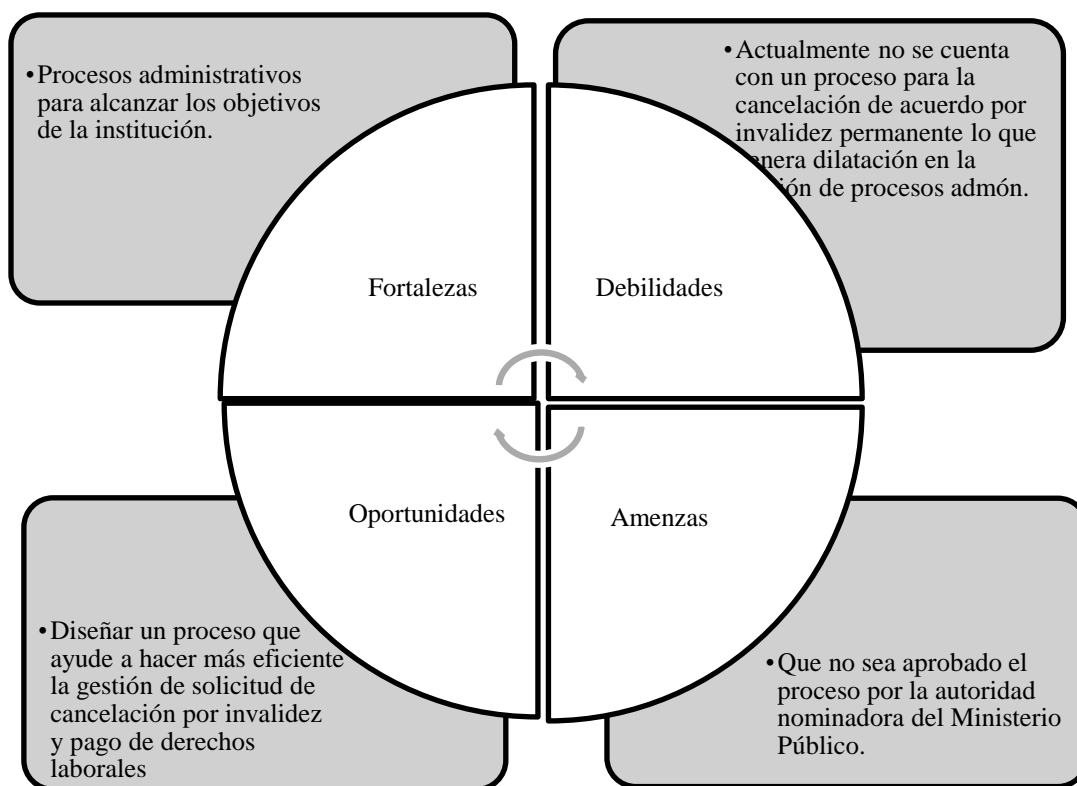 •Procesos administrativos
para alcanzar los objetivos
de la institución.
•Actualmente no se cuenta
con un proceso para la
cancelación de acuerdo por
invalidez permanente lo que
genera dilatación en la
de procesos admón.
Fortalezas
Debilidades
Oportunidades
Amenzas
•Diseñar un proceso que
ayude a hacer más eficiente
la gestión de solicitud de
cancelación por invalidez
y pago de derechos
laborales
•Que no sea aprobado el
proceso por la autoridad
nominadora del Ministerio
Público.